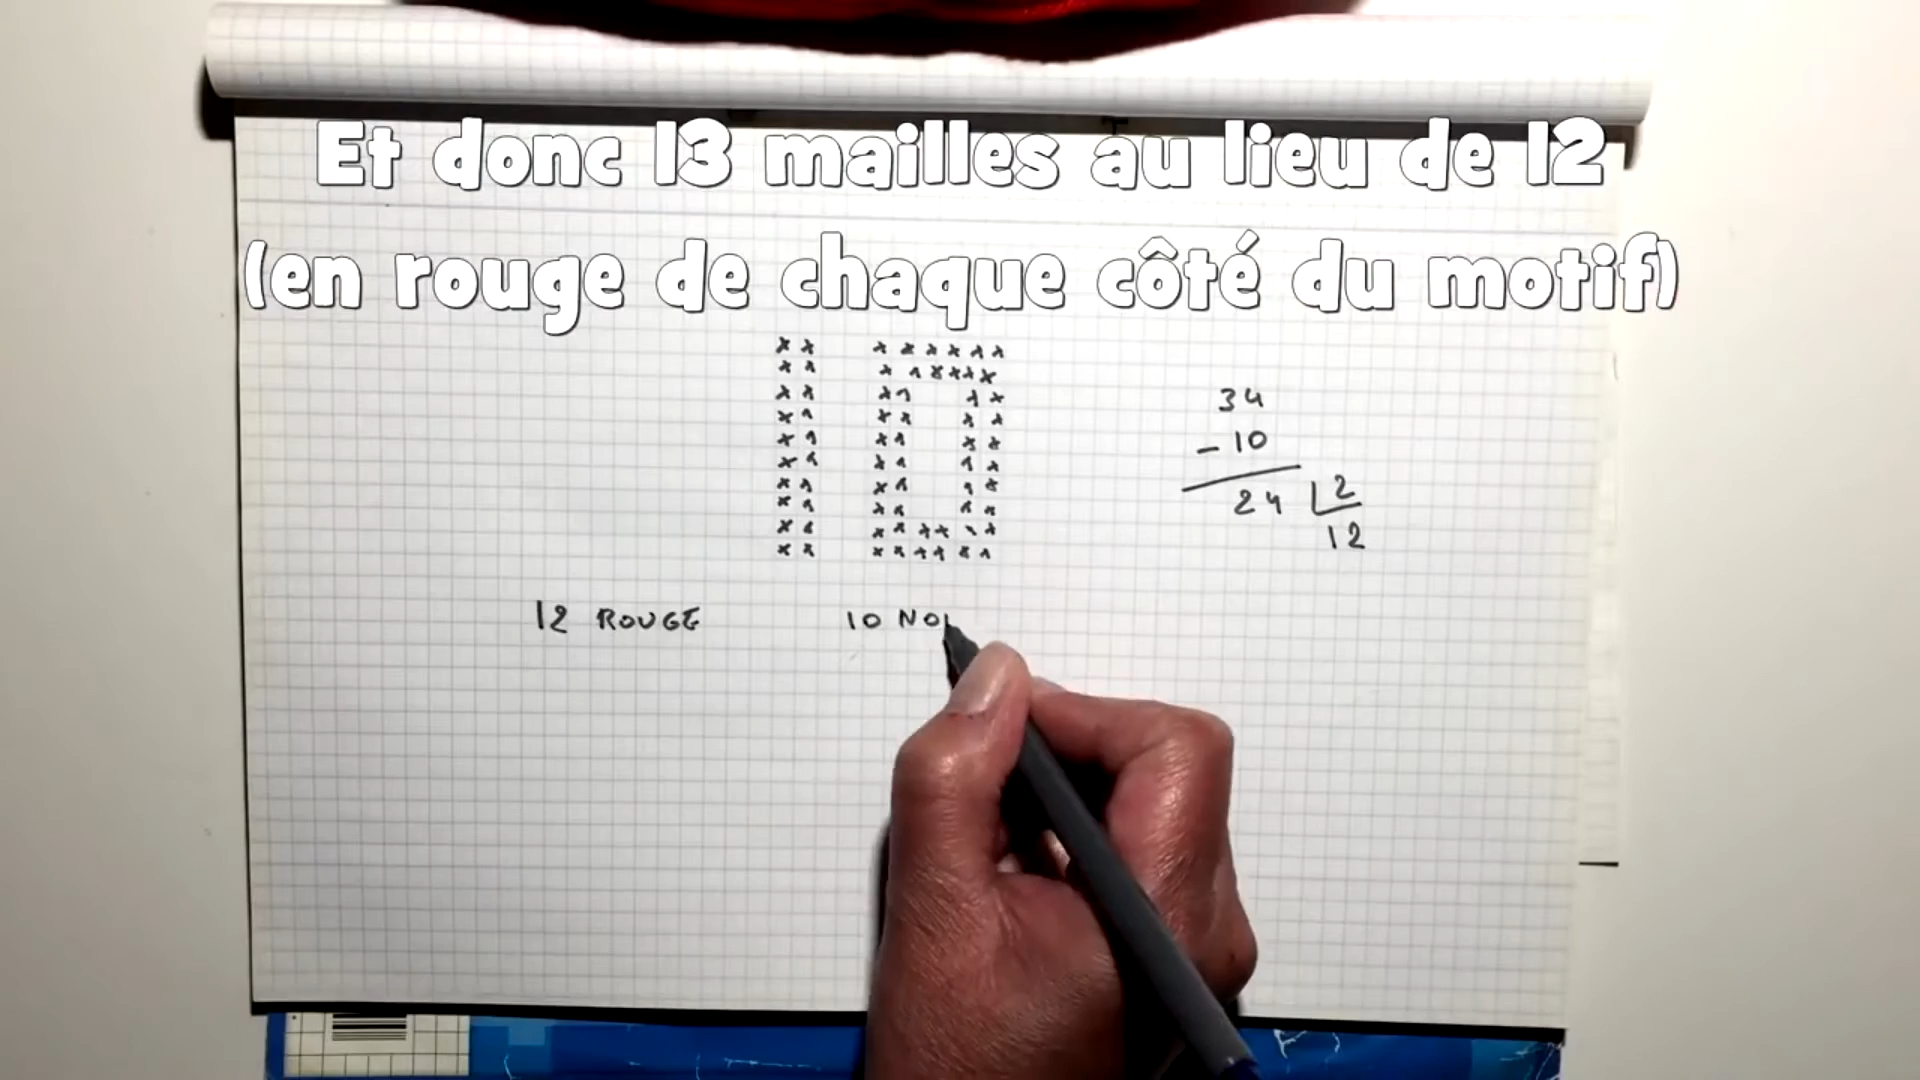 Et donc 13 mailles au lieu de 12
(en rouge de chaque côté du motif)
34
- 10
24 2
12
12 ROUGE 10 NOI